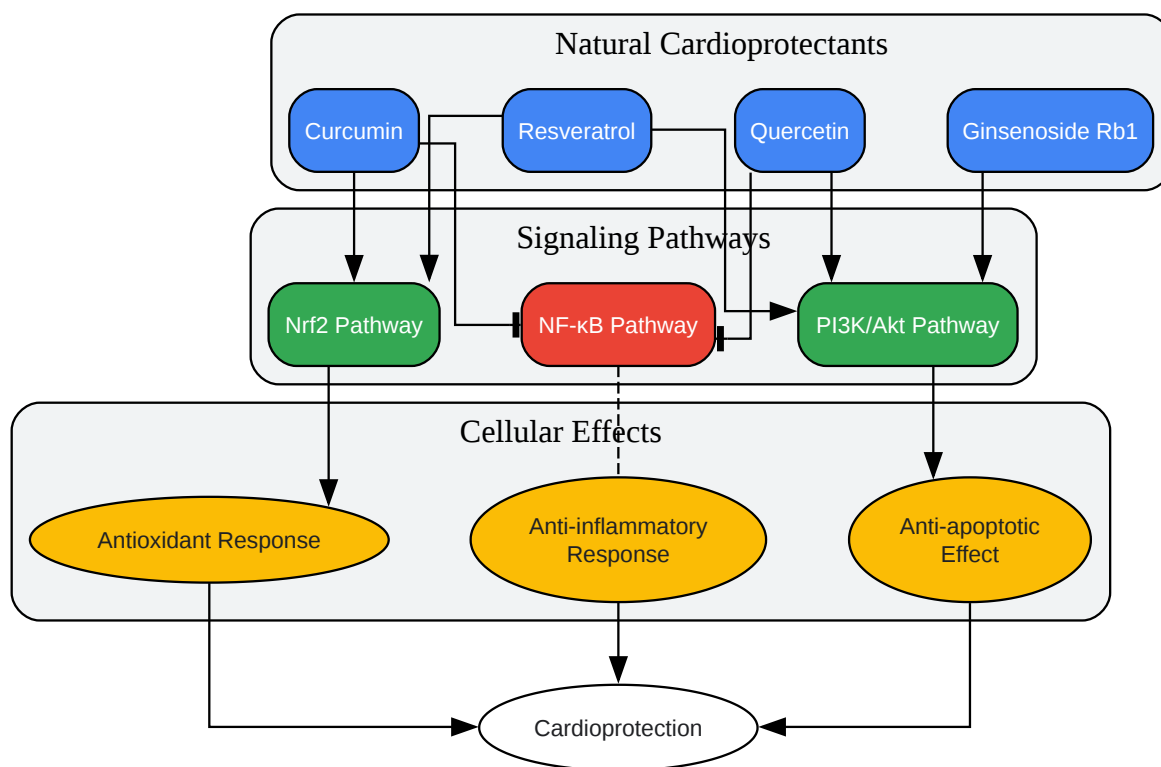 Natural Cardioprotectants
Curcumin
Resveratrol
Quercetin
Ginsenoside Rb1
Signaling Pathways
Nrf2 Pathway
NF-κB Pathway
PI3K/Akt Pathway
Cellular Effects
Antioxidant Response
Anti-inflammatory
Response
Anti-apoptotic
Effect
Cardioprotection